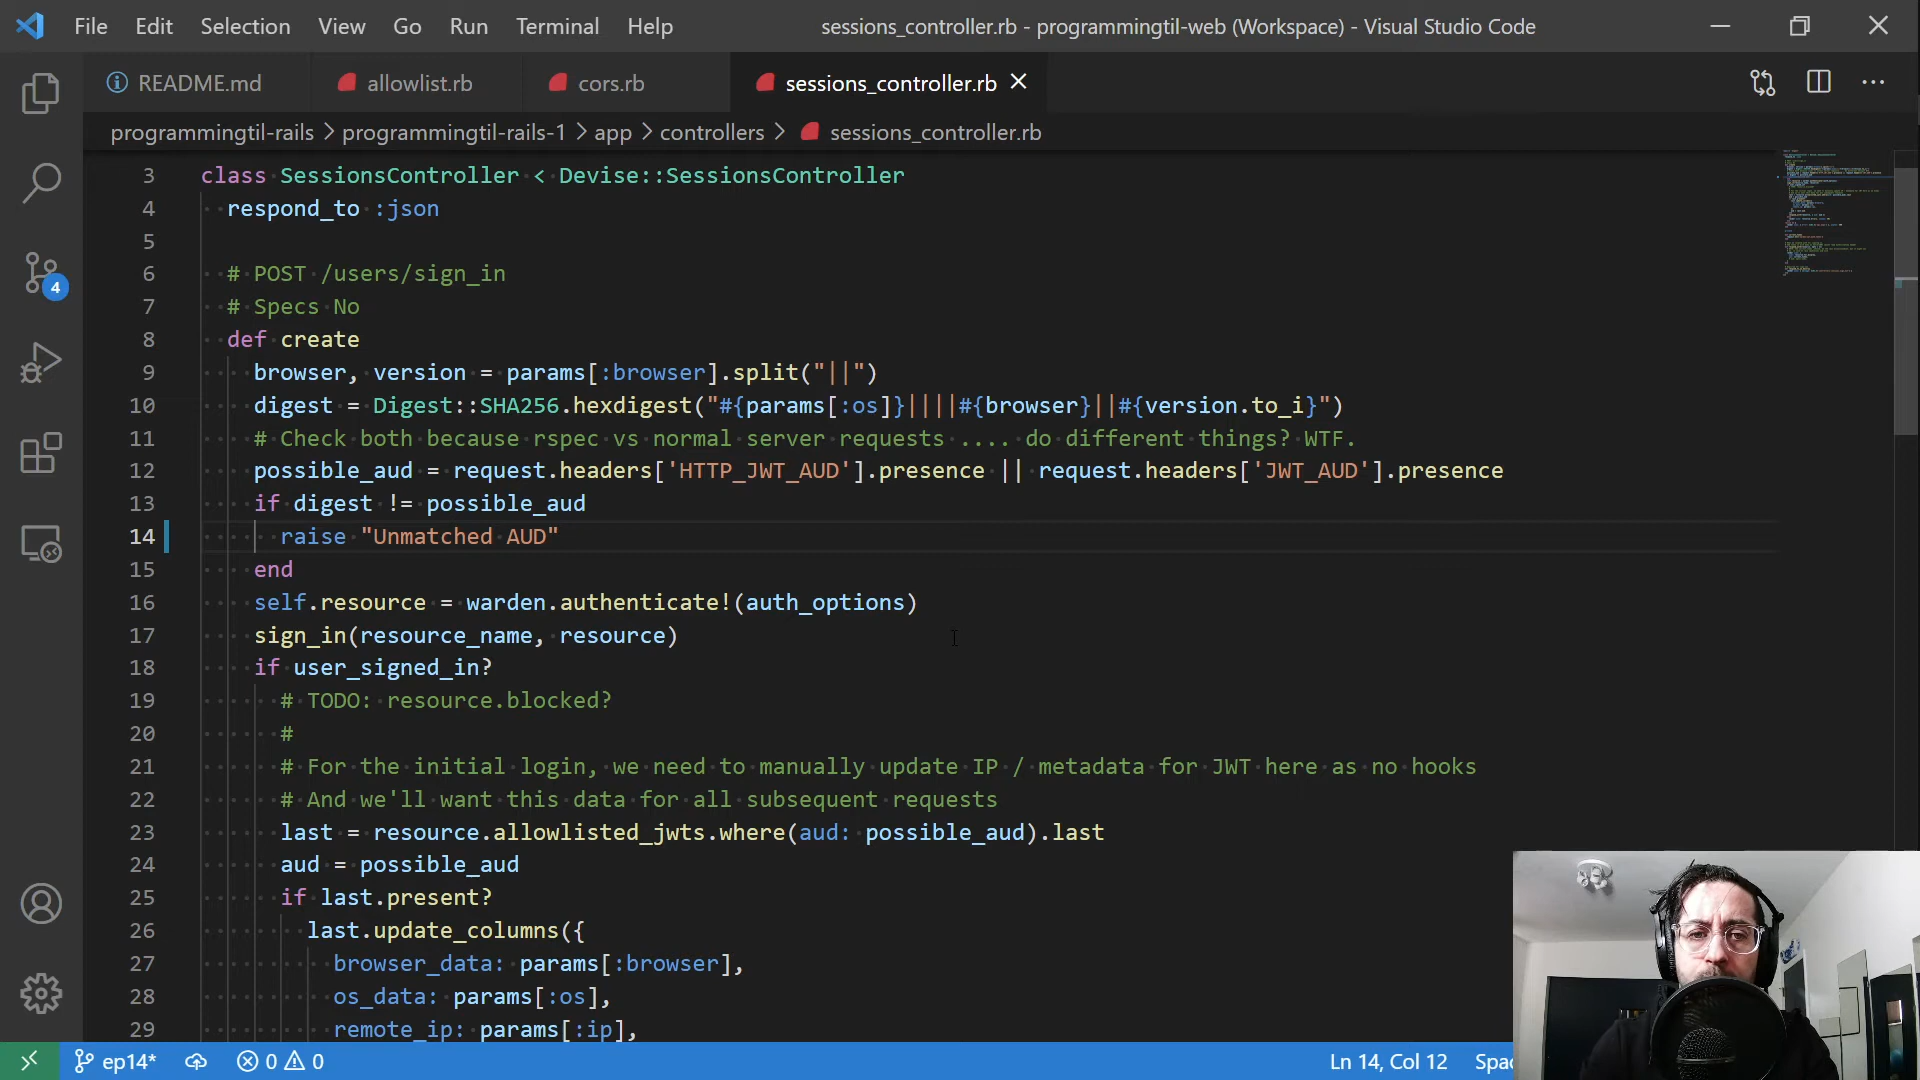 File Edit Selection View Go Run Terminal Help sessions_controller.rb - programmingtil-web (Workspace) - Visual Studio Code
README.md allowlist.rb cors.rb sessions_controller.rb
programmingtil-rails > programmingtil-rails-1 > app > controllers > sessions_controller.rb
3 class SessionsController < Devise::SessionsController
4 respond_to :json
5
6 # POST /users/sign_in
7 # Specs No
8 def create
9 browser, version = params[:browser].split("||")
10 digest = Digest::SHA256.hexdigest("#{params[:os]}||||#{browser}||#{version.to_i}")
11 # Check both because rspec vs normal server requests .... do different things? WTF.
12 possible_aud = request.headers['HTTP_JWT_AUD'].presence || request.headers['JWT_AUD'].presence
13 if digest != possible_aud
14 raise "Unmatched AUD"
15 end
16 self.resource = warden.authenticate!(auth_options)
17 sign_in(resource_name, resource)
18 if user_signed_in?
19 # TODO: resource.blocked?
20 #
21 # For the initial login, we need to manually update IP / metadata for JWT here as no hooks
22 # And we'll want this data for all subsequent requests
23 last = resource.allowlisted_jwts.where(aud: possible_aud).last
24 aud = possible_aud
25 if last.present?
26 last.update_columns({
27 browser_data: params[:browser],
28 os_data: params[:os],
29 remote_ip: params[:ip],
4
ep14* 0 0 Ln 14, Col 12